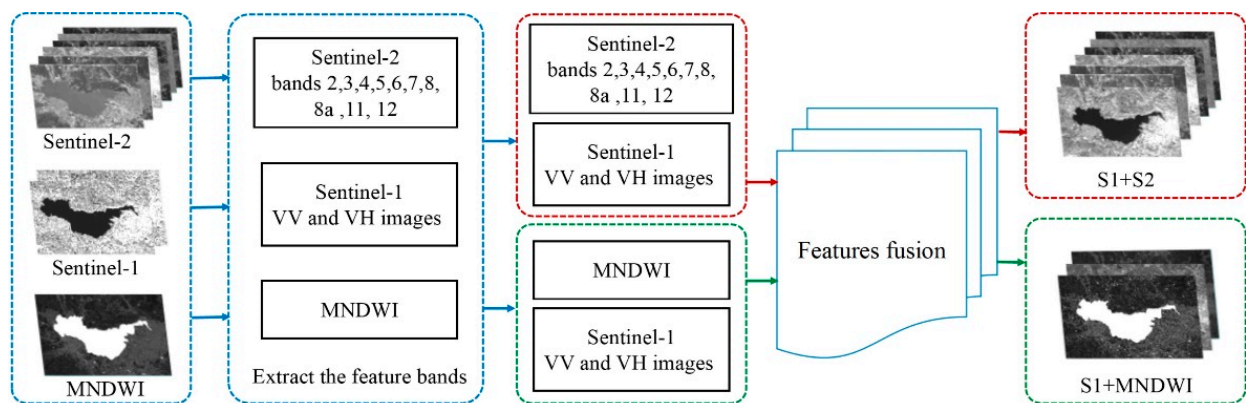 Sentinel-2
Sentinel-1
MNDWI
Sentinel-2
bands 2,3,4,5,6,7,8,
8a ,11, 12
Sentinel-1
VV and VH images
MNDWI
Extract the feature bands
Sentinel-2
bands 2,3,4,5,6,7,8,
8a ,11, 12
Sentinel-1
VV and VH images
MNDWI
Sentinel-1
VV and VH images
Features fusion
S1+S2
S1+MNDWI